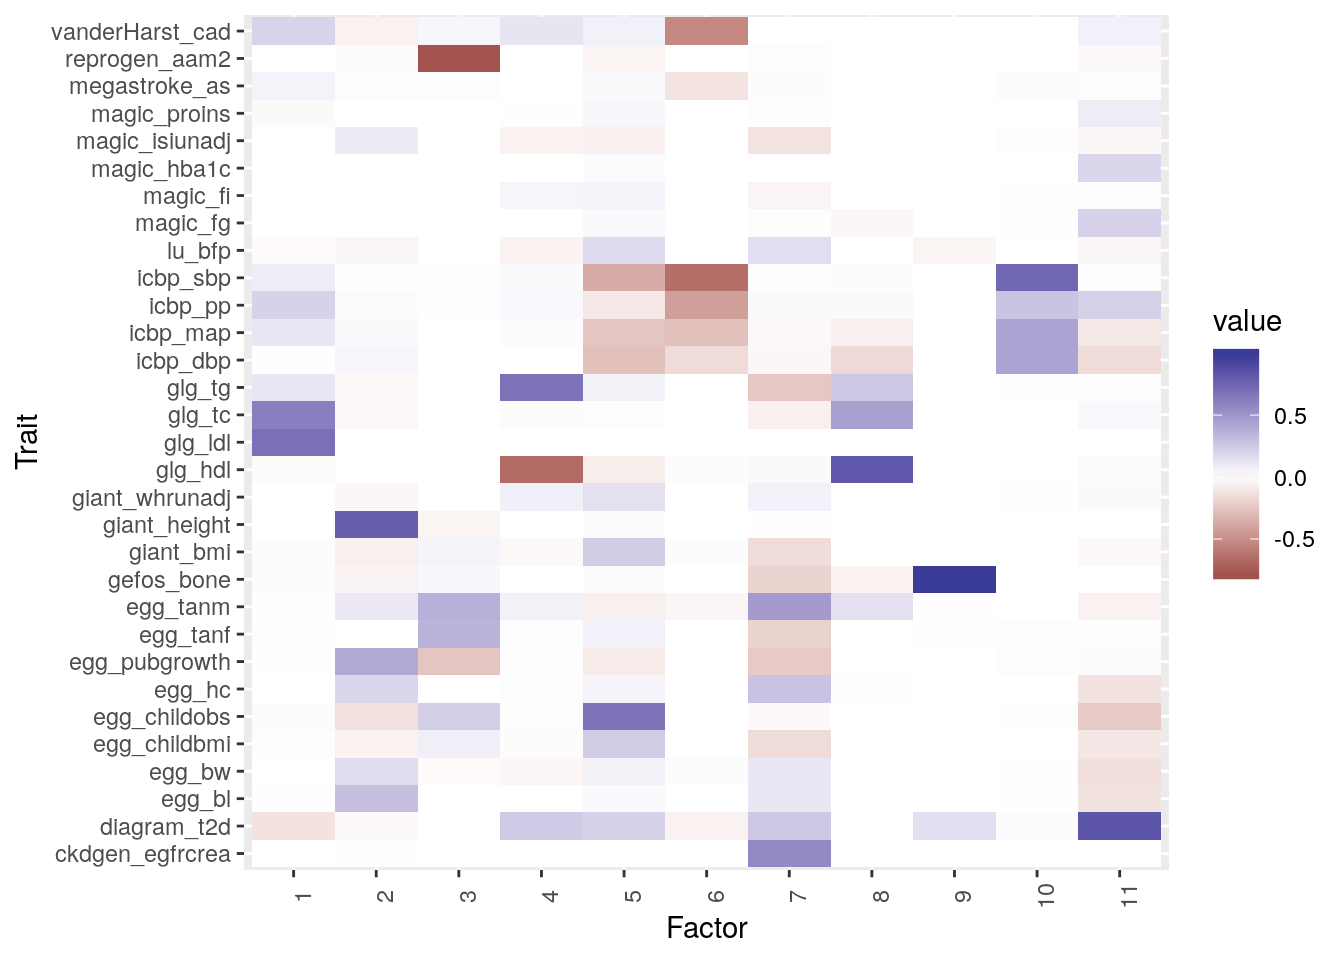 vanderHarst_cad
reprogen_aam2
megastroke_as
magic_proins
magic_isiunadj
magic_hba1c
magic_fi
magic_fg
lu_bfp
icbp_sbp
icbp_pp
icbp_map
icbp_dbp
glg_tg
glg_tc
glg_ldl
glg_hdl
giant_whrunadj
giant_height
giant_bmi
gefos_bone
egg_tanm
egg_tanf
egg_pubgrowth
egg_hc
egg_childobs
egg_childbmi
egg_bw
egg_bl
diagram_t2d
ckdgen_egfrcrea
Trait
1 2 3 4 5 6 7 8 9 10 11
Factor
value
0.5
0.0
-0.5